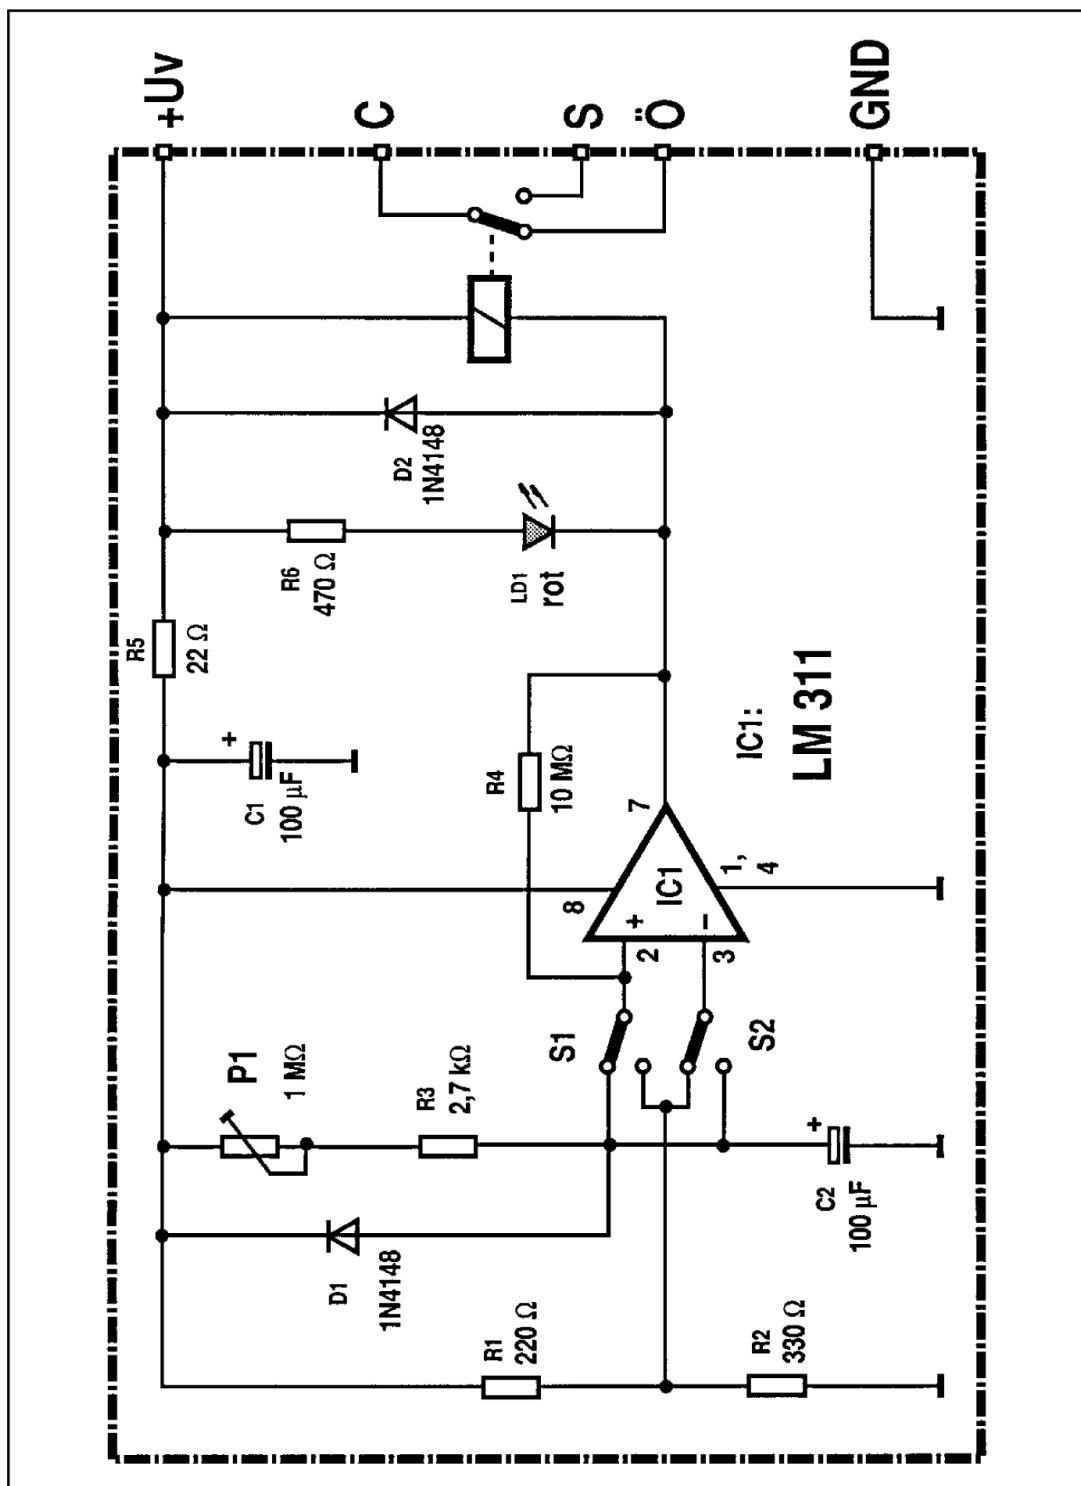 +Uv
C
S
Ö
GND
D2
1N4148
R6
470 Ω
LD1
rot
R5
22 Ω
+
C1
100 µF
R4
10 MΩ
IC1:
LM 311
7
8
IC1
+
–
1,
4
2
3
S1
S2
P1
1 MΩ
R3
2,7 kΩ
+
C2
100 µF
D1
1N4148
R1
220 Ω
R2
330 Ω